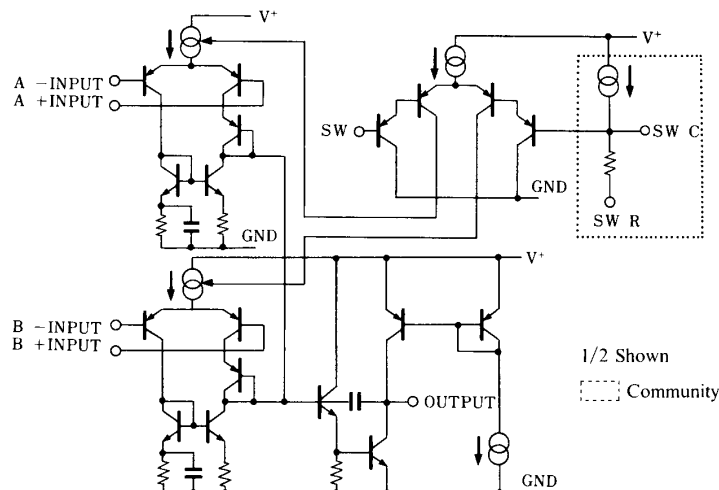 V+
A -INPUT
A +INPUT
GND
V+
SW
SW C
GND
SW R
V+
B -INPUT
B +INPUT
OUTPUT
GND
1/2 Shown
Community